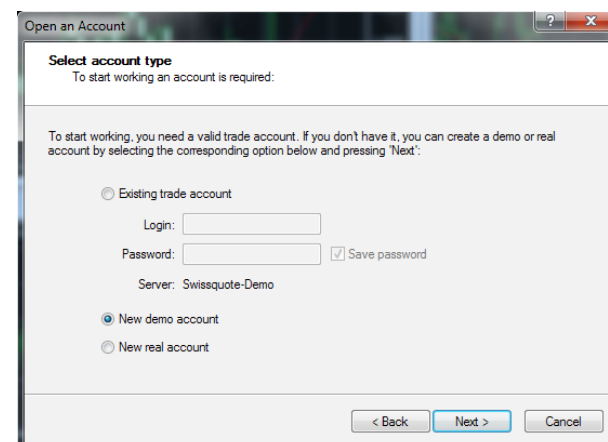 Open an Account
?
X
Select account type
To start working an account is required:
To start working, you need a valid trade account. If you don't have it, you can create a demo or real
account by selecting the corresponding option below and pressing 'Next':
Existing trade account
Login:
Password:
Save password
Server: Swissquote-Demo
New demo account
New real account
< Back Next > Cancel